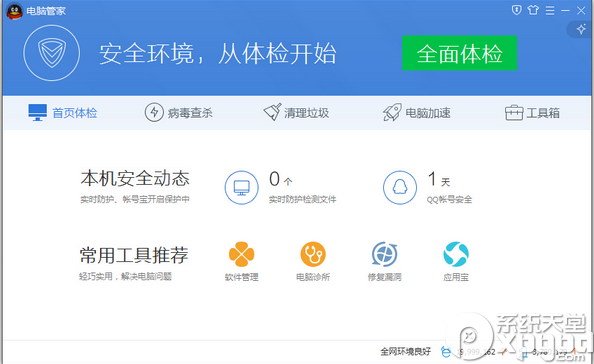 电脑管家
安全环境，从体检开始
全面体检
首页体检 病毒查杀 清理垃圾 电脑加速 工具箱
本机安全动态
实时防护、帐号宝开启保护中
0 个
实时防护检测文件
1 天
QQ帐号安全
常用工具推荐
轻巧实用，解决电脑问题
软件管理 电脑诊所 修复漏洞 应用宝
系统天堂
全网环境良好